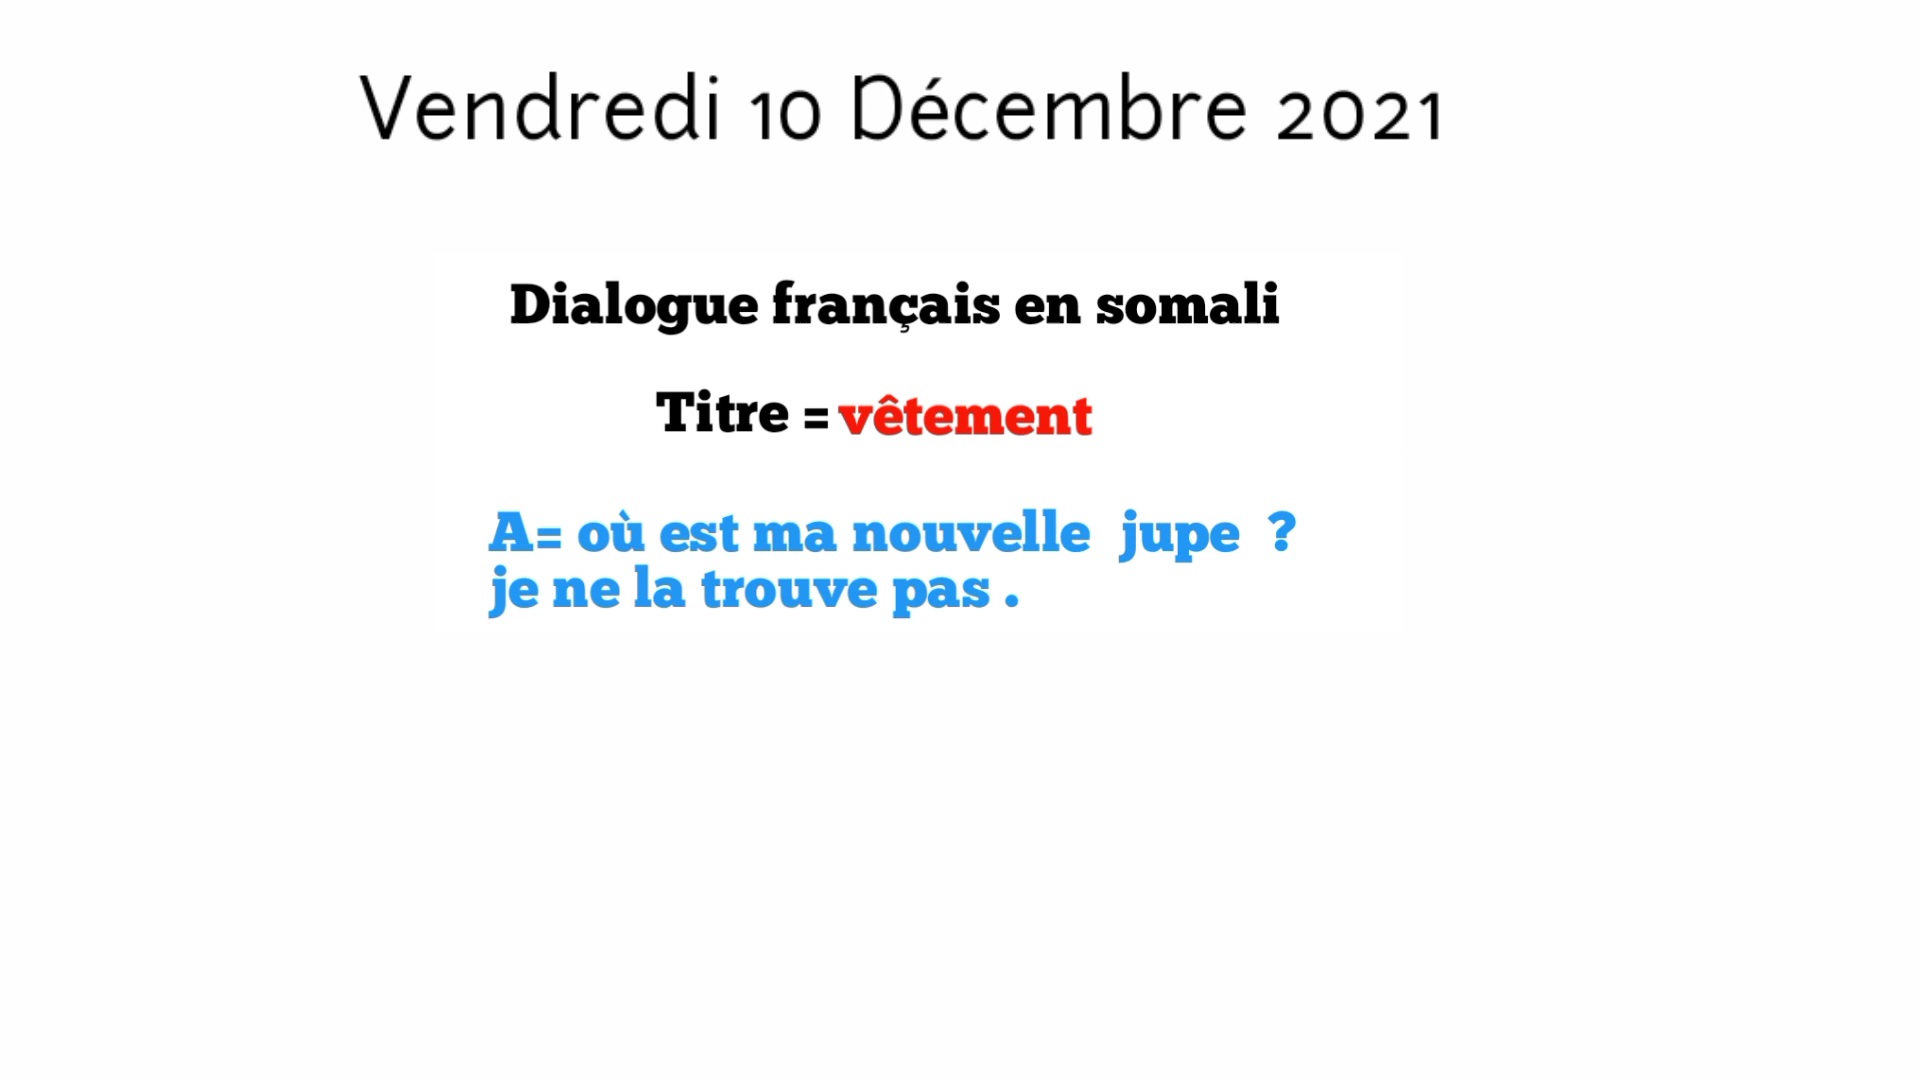 Vendredi 10 Décembre 2021
Dialogue français en somali
Titre = vêtement
A= où est ma nouvelle jupe ?
je ne la trouve pas .